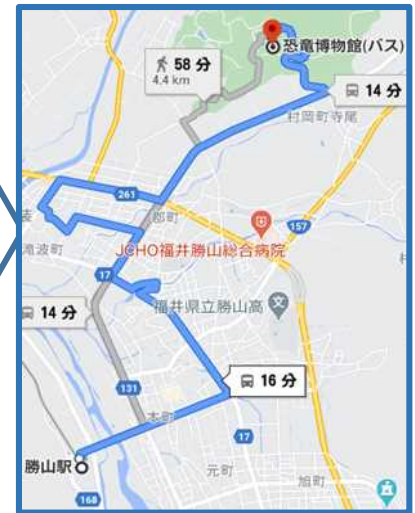 恐竜博物館(バス)
58 分
4.4 km
14 分
村岡町寺尾
261
郡町
157
滝波町
JCHO福井勝山総合病院
17
福井県立勝山高
14 分
16 分
131
本町
17
勝山駅
元町
旭町
168